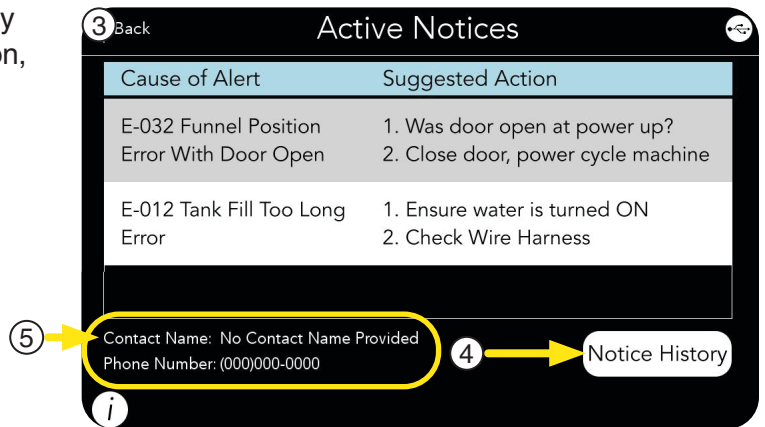 y
on,
3 Back Active Notices
Cause of Alert Suggested Action
E-032 Funnel Position 1. Was door open at power up?
Error With Door Open 2. Close door, power cycle machine
E-012 Tank Fill Too Long 1. Ensure water is turned ON
Error 2. Check Wire Harness
5 Contact Name: No Contact Name Provided
Phone Number: (000)000-0000
4 Notice History
i